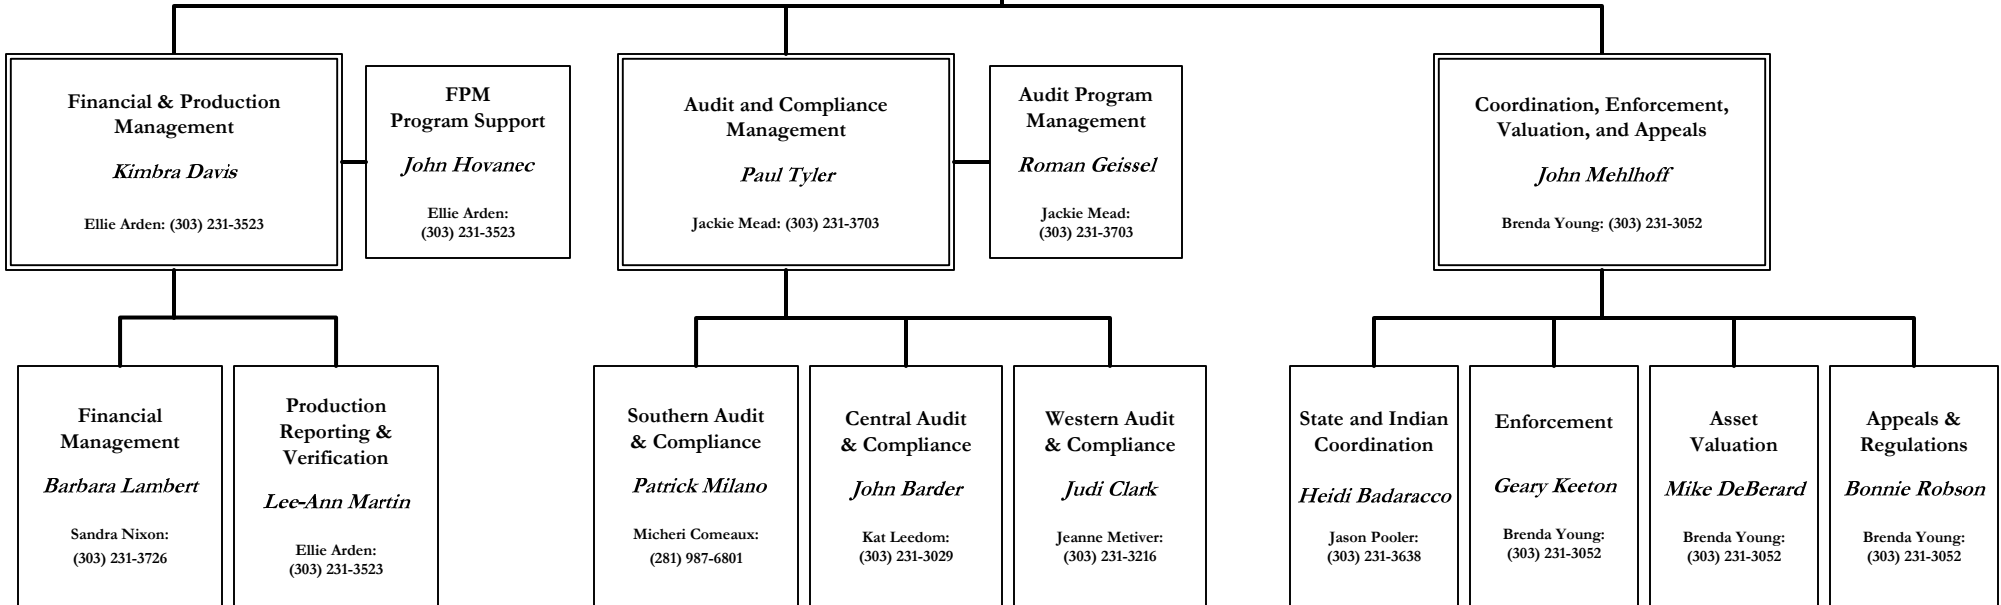 Financial & Production
Management
Kimbra Davis
Ellie Arden: (303) 231-3523
FPM
Program Support
John Hovanec
Ellie Arden:
(303) 231-3523
Audit and Compliance
Management
Paul Tyler
Jackie Mead: (303) 231-3703
Audit Program
Management
Roman Geissel
Jackie Mead:
(303) 231-3703
Coordination, Enforcement,
Valuation, and Appeals
John Mehlhoff
Brenda Young: (303) 231-3052
Financial
Management
Barbara Lambert
Sandra Nixon:
(303) 231-3726
Production
Reporting &
Verification
Lee-Ann Martin
Ellie Arden:
(303) 231-3523
Southern Audit
& Compliance
Patrick Milano
Micheri Comeaux:
(281) 987-6801
Central Audit
& Compliance
John Barder
Kat Leedom:
(303) 231-3029
Western Audit
& Compliance
Judi Clark
Jeanne Metiver:
(303) 231-3216
State and Indian
Coordination
Heidi Badaracco
Jason Pooler:
(303) 231-3638
Enforcement
Geary Keeton
Brenda Young:
(303) 231-3052
Asset
Valuation
Mike DeBerard
Brenda Young:
(303) 231-3052
Appeals &
Regulations
Bonnie Robson
Brenda Young:
(303) 231-3052